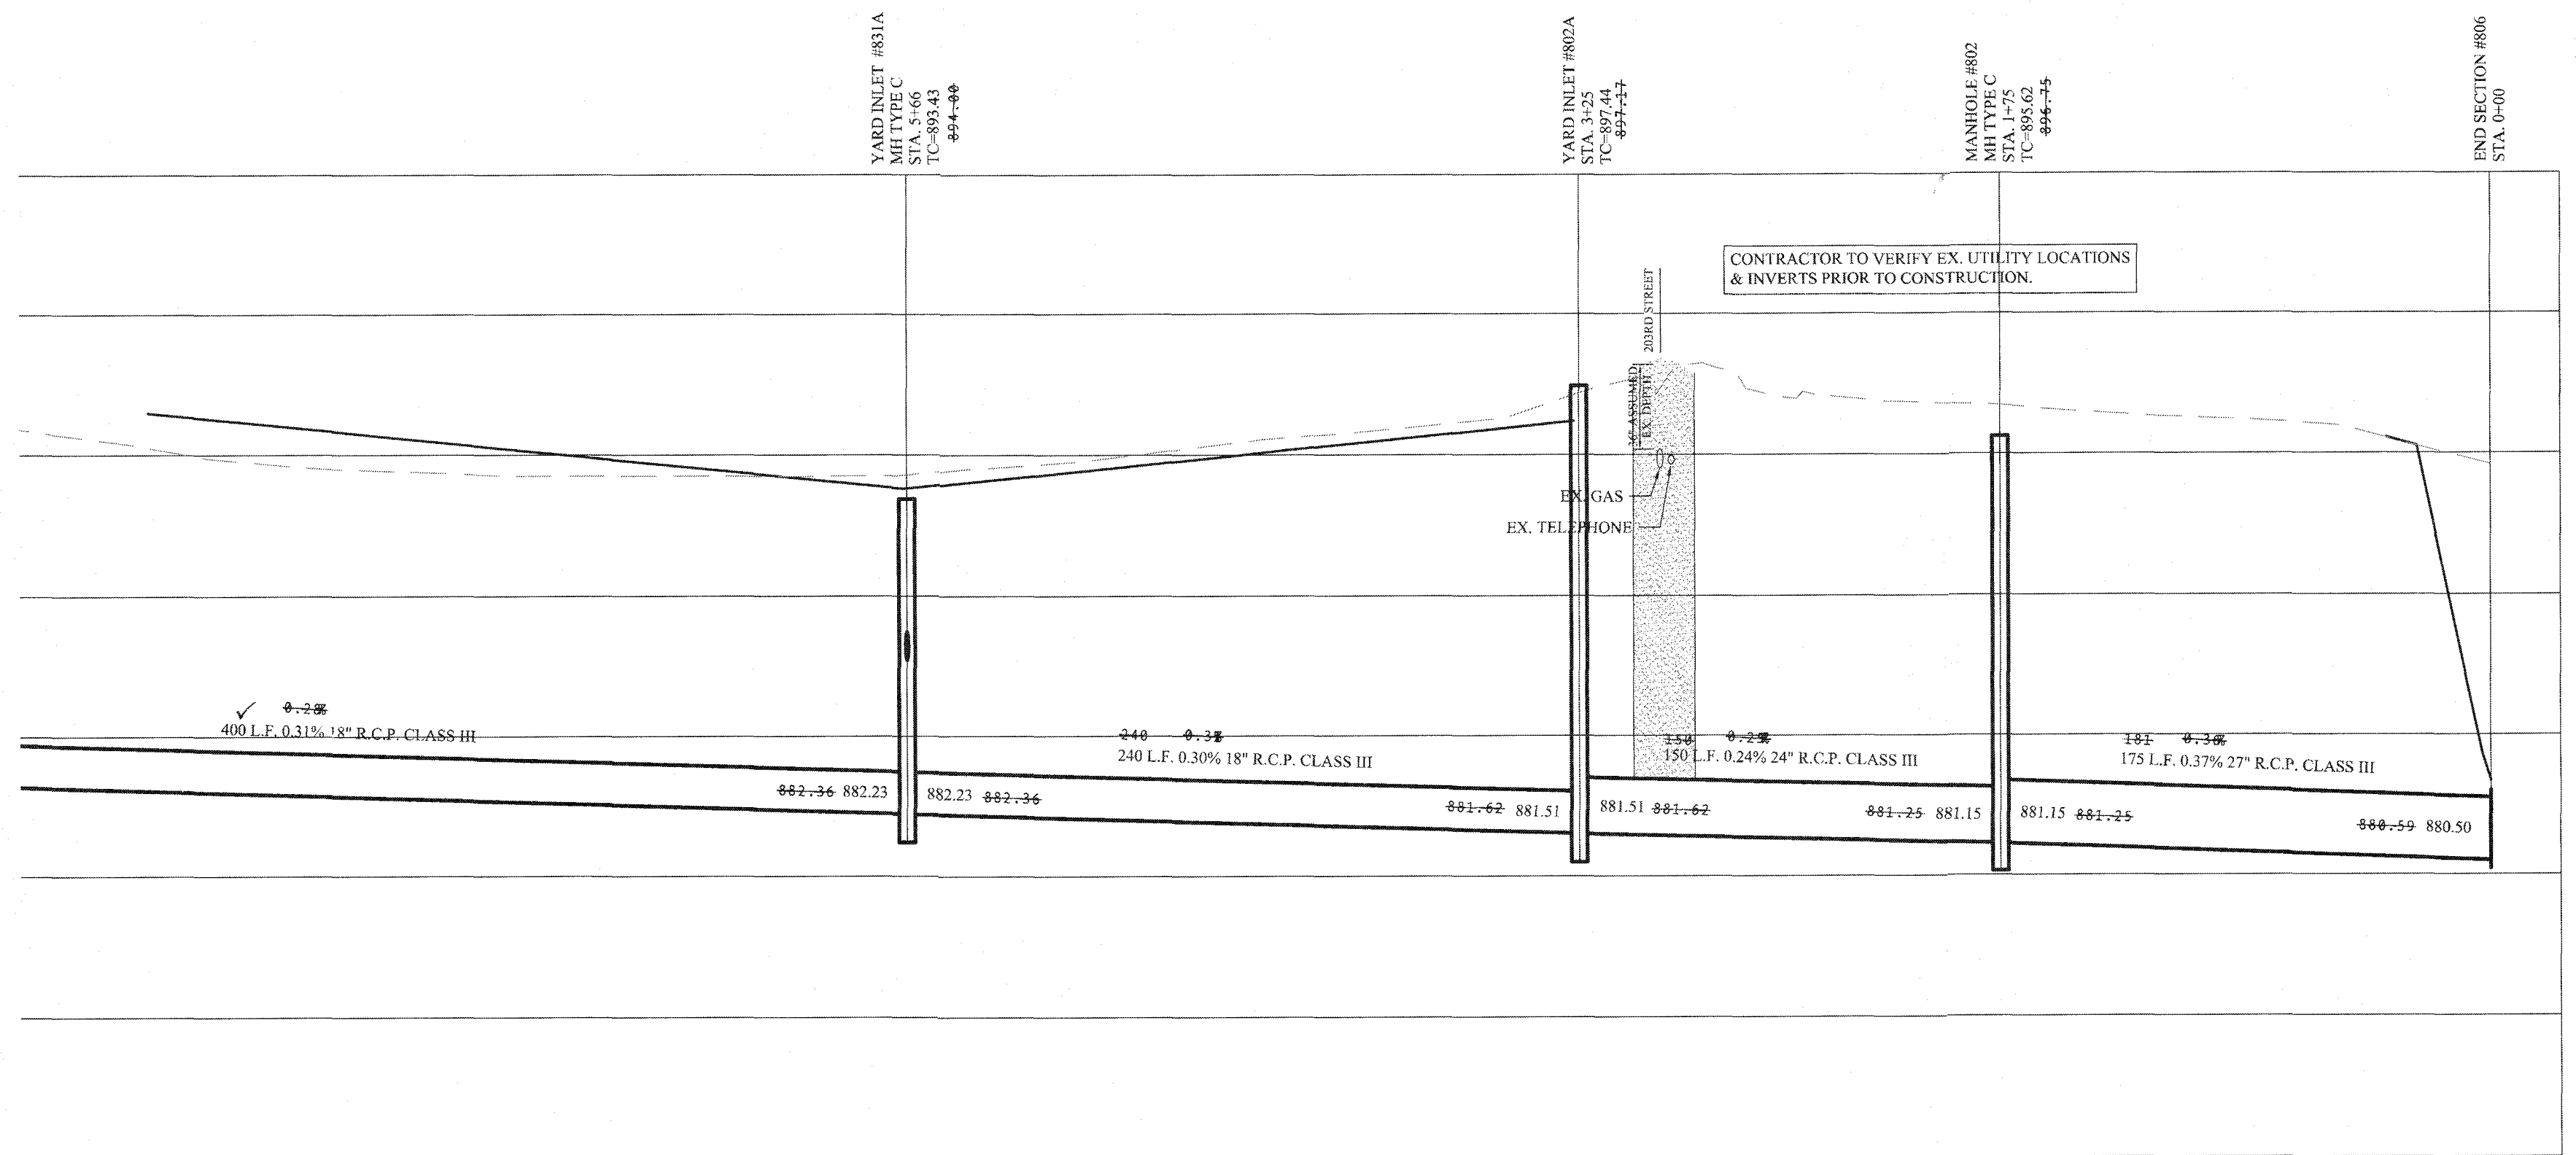 YARD INLET #831A
MH TYPE C
STA. 5+66
TC=893.43
894.00
YARD INLET #802A
STA. 3+25
TC=897.44
897.17
MANHOLE #802
MH TYPE C
STA. 1+75
TC=895.62
896.75
END SECTION #806
STA. 0+00
CONTRACTOR TO VERIFY EX. UTILITY LOCATIONS
& INVERTS PRIOR TO CONSTRUCTION.
203RD STREET
36" ASSUMED
EX. DEPTH
EX. GAS
EX. TELEPHONE
0.28%
400 L.F. 0.31% 18" R.C.P. CLASS III
240
240 L.F. 0.30% 18" R.C.P. CLASS III
150 0.25%
150 L.F. 0.24% 24" R.C.P. CLASS III
181 0.36%
175 L.F. 0.37% 27" R.C.P. CLASS III
882.36 882.23
882.23 882.36
881.62 881.51
881.51 881.62
881.25 881.15
881.15 881.25
880.59 880.50